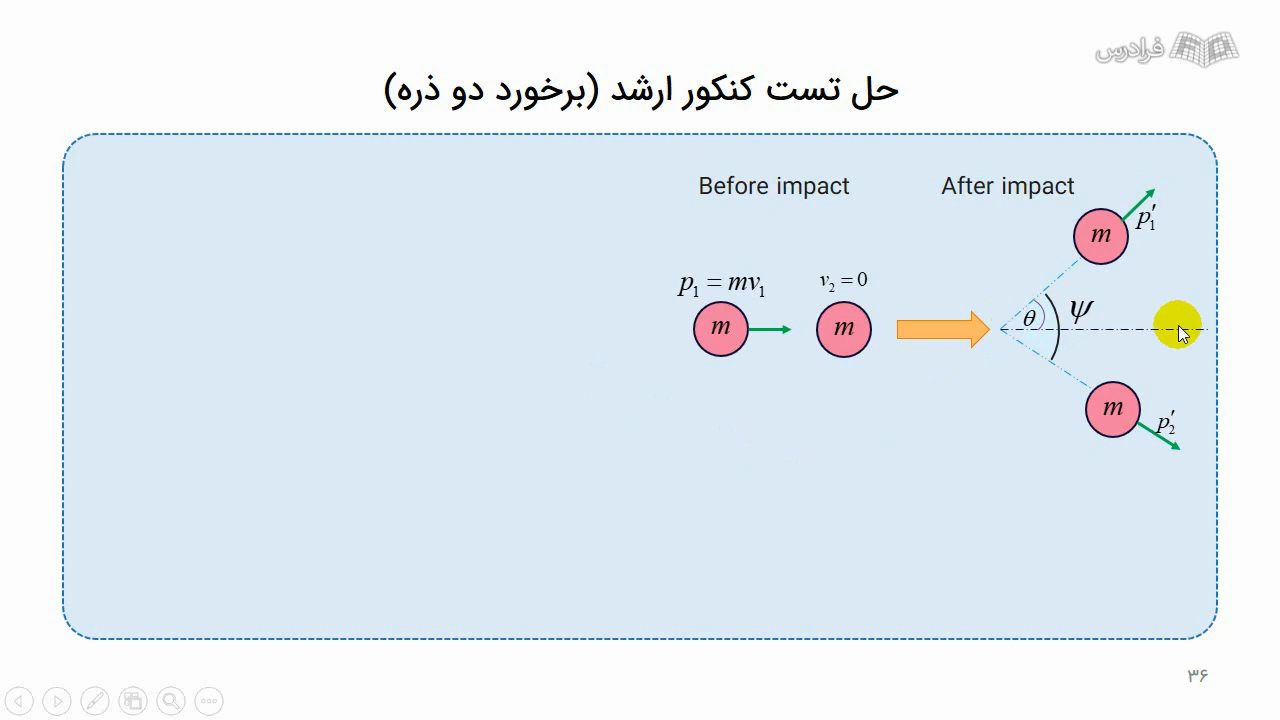 فرادرس
حل تست کنکور ارشد (برخورد دو ذره)
Before impact
After impact
p₁ = mv₁
v₂ = 0
m
m
m
p′₁
θ
ψ
m
p′₂
۳۶